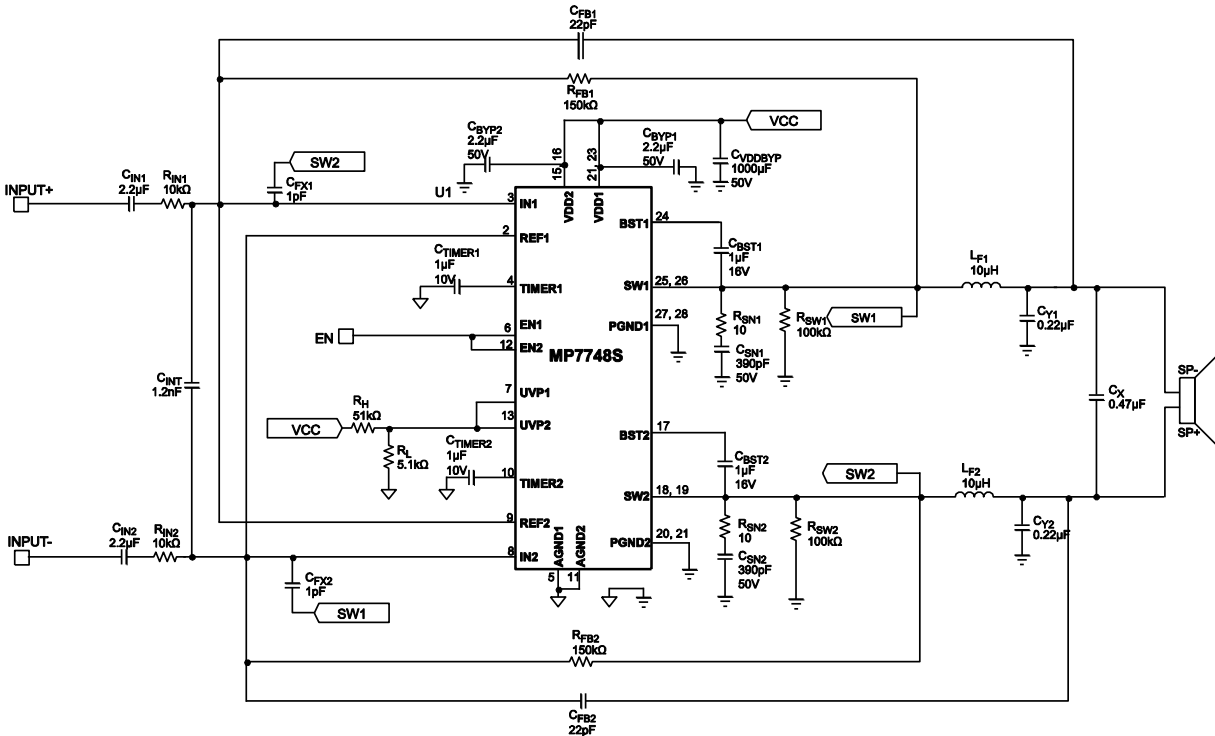 CFB1
22pF
RFB1
150kΩ
VCC
CBYP2
2.2µF
50V
15, 16
21, 23
CBYP1
2.2µF
50V
CVDDBYP
1000µF
50V
SW2
CFX1
1pF
INPUT+
CIN1
2.2µF
RIN1
10kΩ
U1
3
IN1
VDD2
VDD1
2
REF1
BST1
24
CBST1
1µF
16V
CTIMER1
1µF
10V
4
TIMER1
SW1
25, 26
LF1
10µH
RSN1
10
RSW1
100kΩ
SW1
CY1
0.22µF
PGND1
27, 28
CSN1
390pF
50V
EN
6
EN1
12
EN2
MP7748S
SP-
CX
0.47µF
SP+
CINT
1.2nF
7
UVP1
RH
51kΩ
VCC
13
UVP2
RL
5.1kΩ
BST2
17
CBST2
1µF
16V
CTIMER2
1µF
10V
10
TIMER2
SW2
LF2
10µH
SW2
18, 19
RSN2
10
RSW2
100kΩ
CY2
0.22µF
9
REF2
PGND2
20, 21
CSN2
390pF
50V
INPUT-
CIN2
2.2µF
RIN2
10kΩ
8
IN2
AGND1
AGND2
5
11
CFX2
1pF
SW1
RFB2
150kΩ
CFB2
22pF